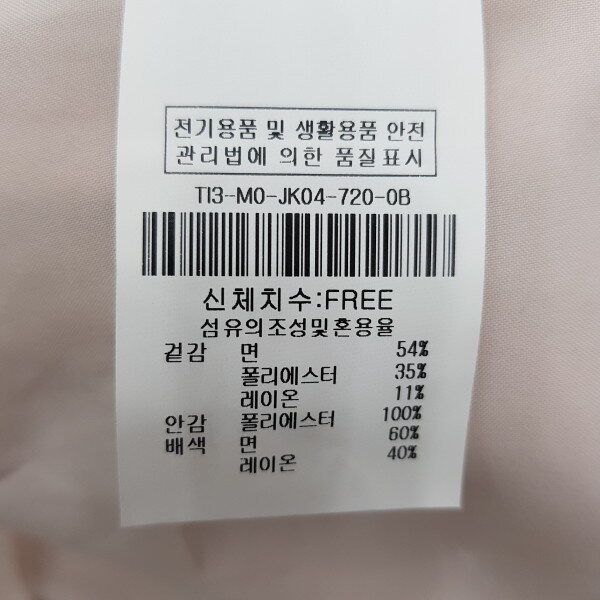 전기용품 및 생활용품 안전
관리법에 의한 품질표시
TI3-MO-JK04-720-OB
신체치수:FREE
섬유의조성및혼용율
겉감 면 54%
폴리에스터 35%
레이온 11%
안감 폴리에스터 100%
배색 면 60%
레이온 40%